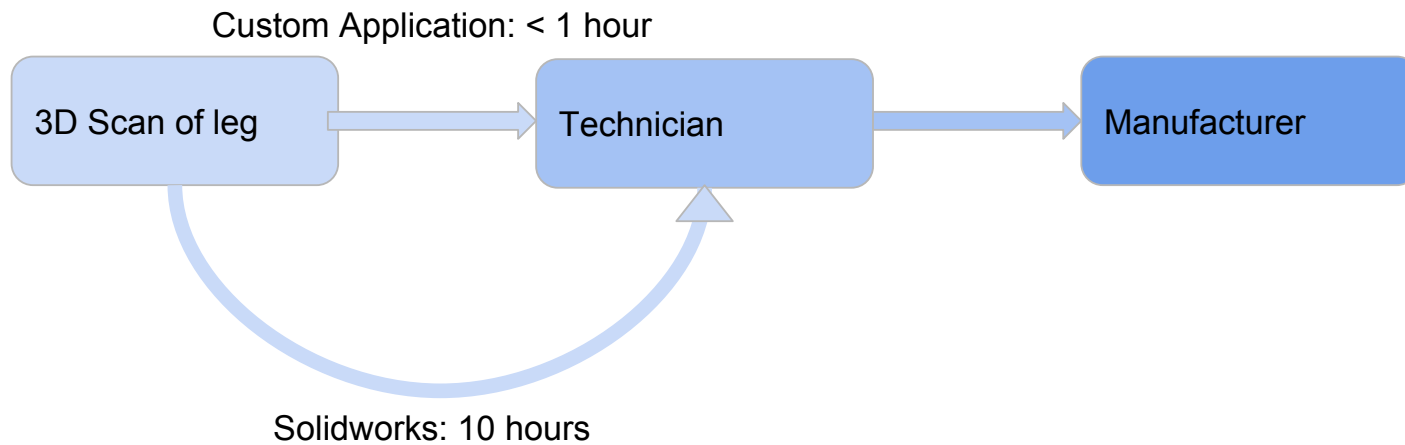 Custom Application: < 1 hour
3D Scan of leg
Technician
Manufacturer
Solidworks: 10 hours